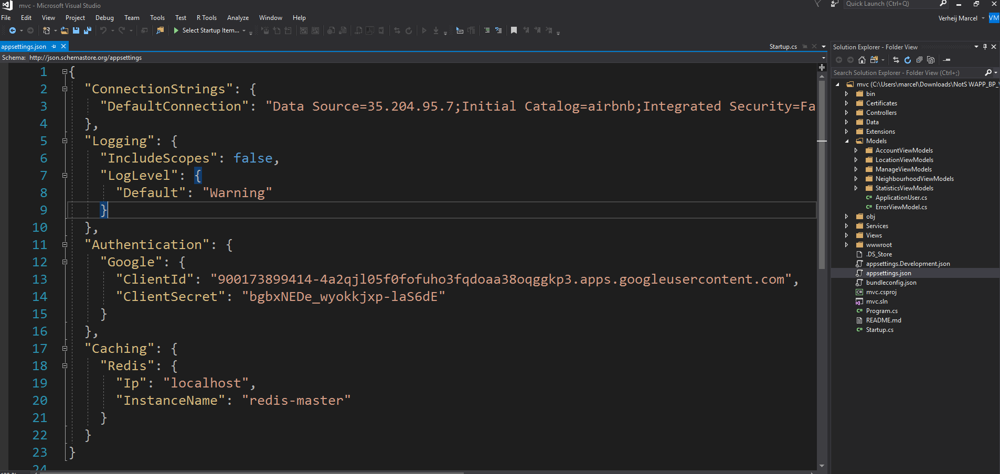 mvc - Microsoft Visual Studio
Quick Launch (Ctrl+Q)
File Edit View Project Debug Team Tools Test R Tools Analyze Window Help
Verheij Marcel VM
Select Startup Item...
appsettings.json
Startup.cs
Schema: http://json.schemastore.org/appsettings
1 {
2 "ConnectionStrings": {
3 "DefaultConnection": "Data Source=35.204.95.7;Initial Catalog=airbnb;Integrated Security=Fa
4 },
5 "Logging": {
6 "IncludeScopes": false,
7 "LogLevel": {
8 "Default": "Warning"
9 }
10 },
11 "Authentication": {
12 "Google": {
13 "ClientId": "900173899414-4a2qjl05f0fofuho3fqdoaa38oqggkp3.apps.googleusercontent.com",
14 "ClientSecret": "bgbxNEDe_wyokkjxp-laS6dE"
15 }
16 },
17 "Caching": {
18 "Redis": {
19 "Ip": "localhost",
20 "InstanceName": "redis-master"
21 }
22 }
23 }
24
Solution Explorer - Folder View
Search Solution Explorer - Folder View (Ctrl+;)
mvc (C:\Users\marcel\Downloads\NotS WAPP_BP_
bin
Certificates
Controllers
Data
Extensions
Models
AccountViewModels
LocationViewModels
ManageViewModels
NeighbourhoodViewModels
StatisticsViewModels
C# ApplicationUser.cs
C# ErrorViewModel.cs
obj
Services
Views
wwwroot
.DS_Store
appsettings.Development.json
appsettings.json
bundleconfig.json
mvc.csproj
mvc.sln
C# Program.cs
README.md
C# Startup.cs